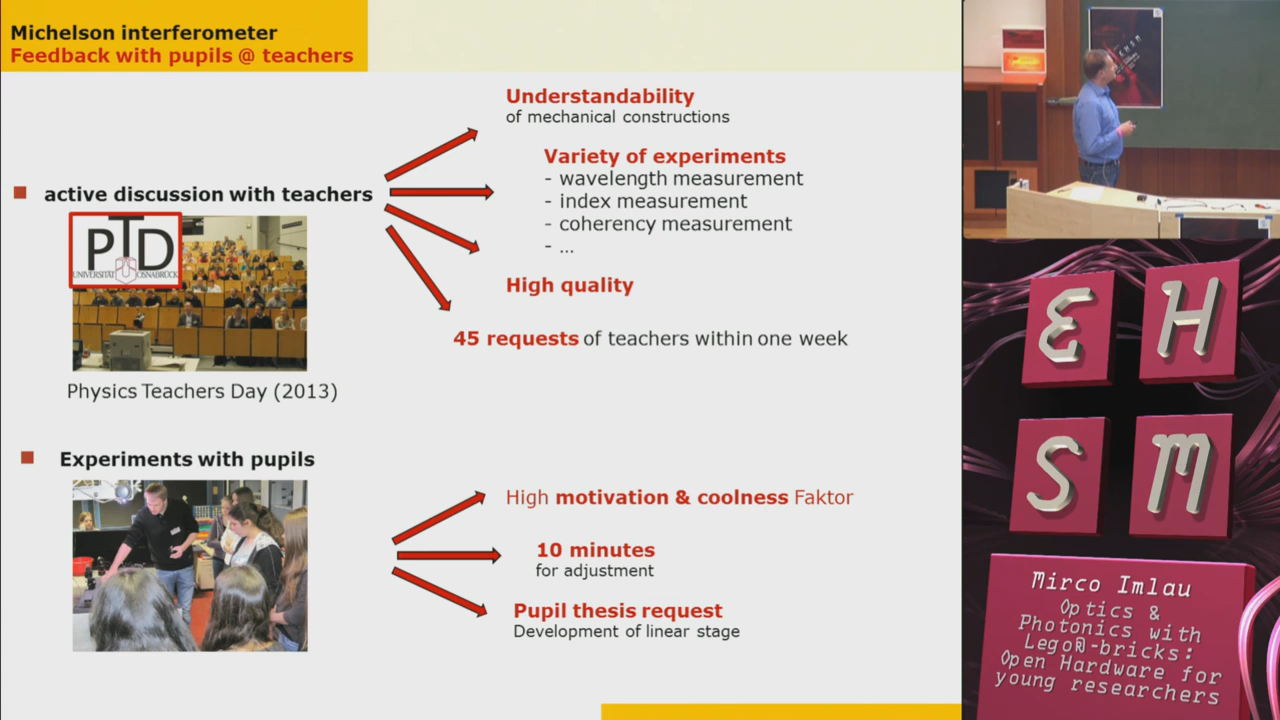 Michelson interferometer
Feedback with pupils @ teachers
active discussion with teachers
PTD
UNIVERSITÄT OSNABRÜCK
Physics Teachers Day (2013)
Understandability
of mechanical constructions
Variety of experiments
- wavelength measurement
- index measurement
- coherency measurement
- ...
High quality
45 requests of teachers within one week
Experiments with pupils
High motivation & coolness Faktor
10 minutes
for adjustment
Pupil thesis request
Development of linear stage
E H
S M
Mirco Imlau
Optics &
Photonics with
Lego®-bricks:
Open Hardware for
young researchers